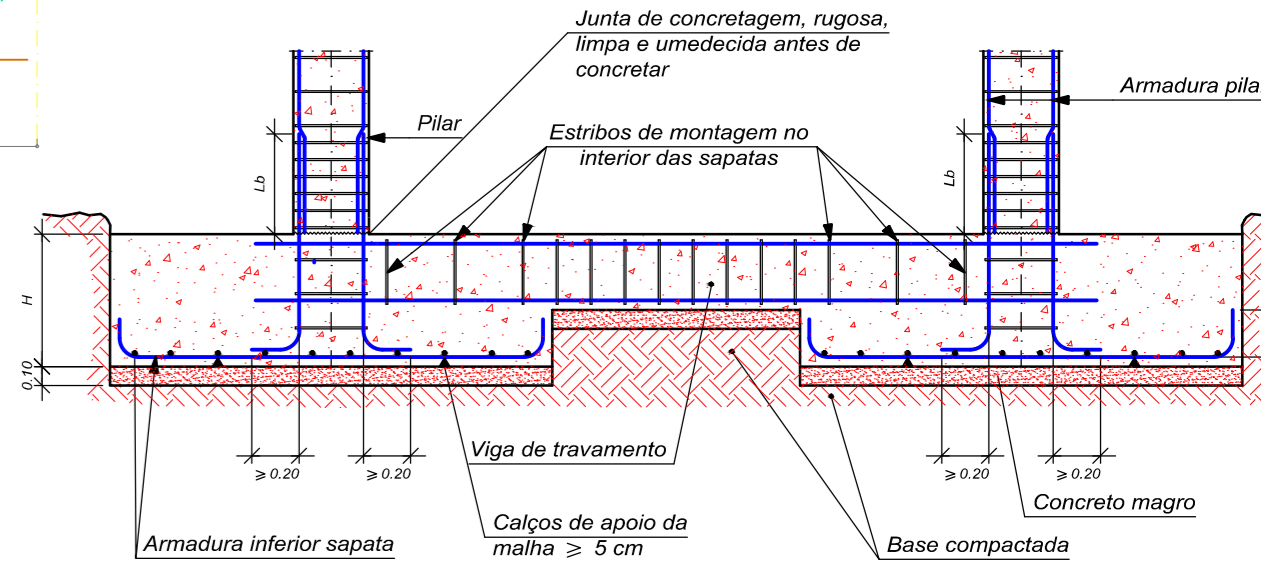 Junta de concretagem, rugosa,
limpa e umedecida antes de
concretar
Armadura pilar
Pilar
Estribos de montagem no
interior das sapatas
Lb
Lb
H
0.10
≥ 0.20
≥ 0.20
≥ 0.20
≥ 0.20
Viga de travamento
Concreto magro
Calços de apoio da
malha ≥ 5 cm
Armadura inferior sapata
Base compactada